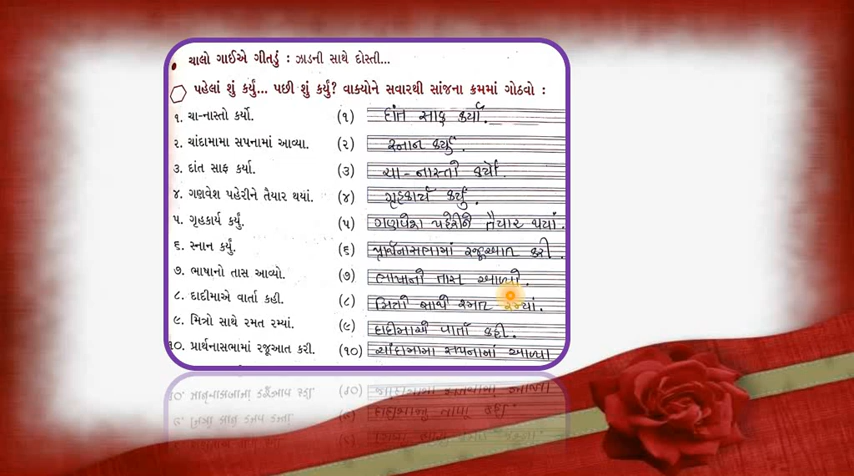 • ચાલો ગાઈએ ગીતડું : ઝાડની સાથે દોસ્તી...
પહેલાં શું કર્યું... પછી શું કર્યું? વાક્યોને સવારથી સાંજના ક્રમમાં ગોઠવો :
૧. ચા-નાસ્તો કર્યો. (૧) દાંત સાફ કર્યા.
૨. ચાંદામામા સપનામાં આવ્યા. (૨) સ્નાન કર્યું.
૩. દાંત સાફ કર્યા. (૩) ચા-નાસ્તો કર્યો.
૪. ગણવેશ પહેરીને તૈયાર થયાં. (૪) ગૃહકાર્ય કર્યું.
૫. ગૃહકાર્ય કર્યું. (૫) ગણવેશ પહેરીને તૈયાર થયાં.
૬. સ્નાન કર્યું. (૬) પ્રાર્થનાસભામાં રજૂઆત કરી.
૭. ભાષાનો તાસ આવ્યો. (૭) ભાષાનો તાસ આવ્યો.
૮. દાદીમાએ વાર્તા કહી. (૮) મિત્રો સાથે રમત રમ્યાં.
૯. મિત્રો સાથે રમત રમ્યાં. (૯) દાદીમાએ વાર્તા કહી.
૧૦. પ્રાર્થનાસભામાં રજૂઆત કરી. (૧૦) ચાંદામામા સપનામાં આવ્યા